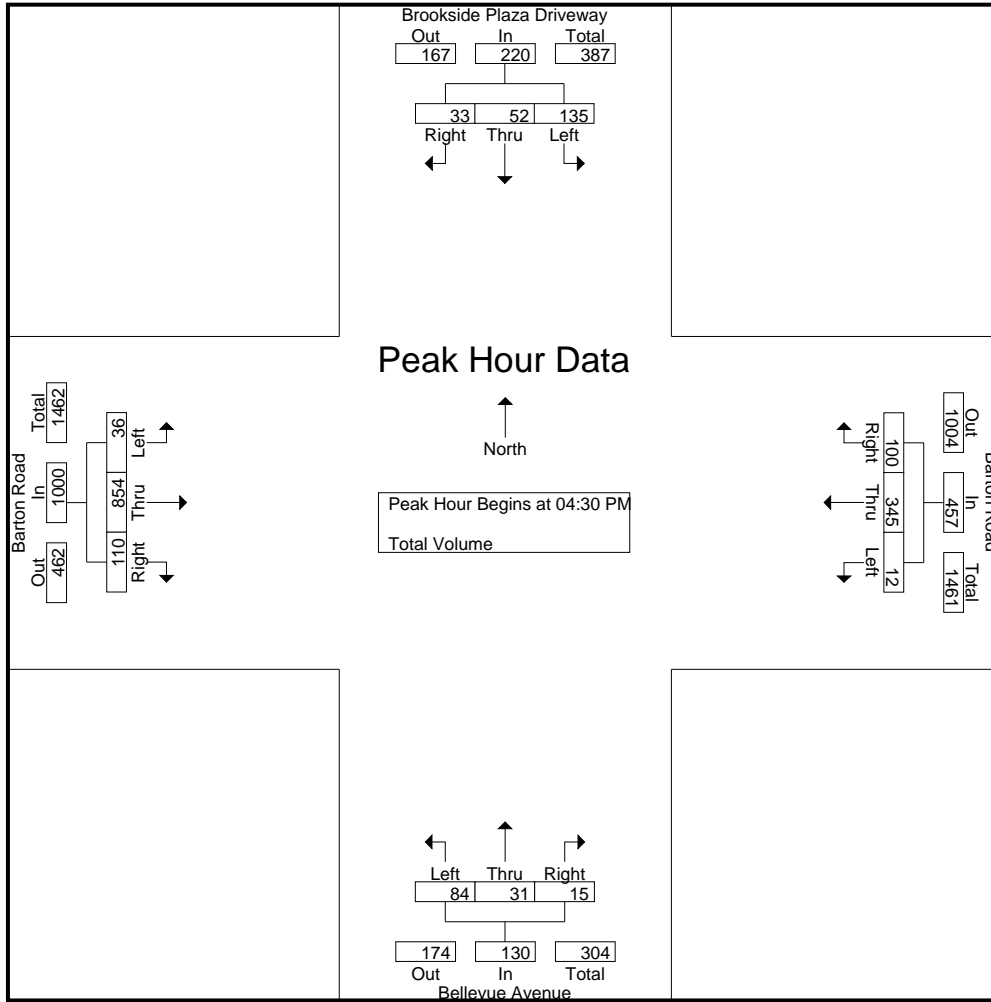 Brookside Plaza Driveway
Out In Total
167 220 387
33 52 135
Right Thru Left
Peak Hour Data
North
Peak Hour Begins at 04:30 PM
Total Volume
Barton Road
Out In Total
462 1000 1462
36 854 110
Left Thru Right
Barton Road
Out In Total
1004 457 1461
100 345 12
Right Thru Left
Left Thru Right
84 31 15
174 130 304
Out In Total
Bellevue Avenue